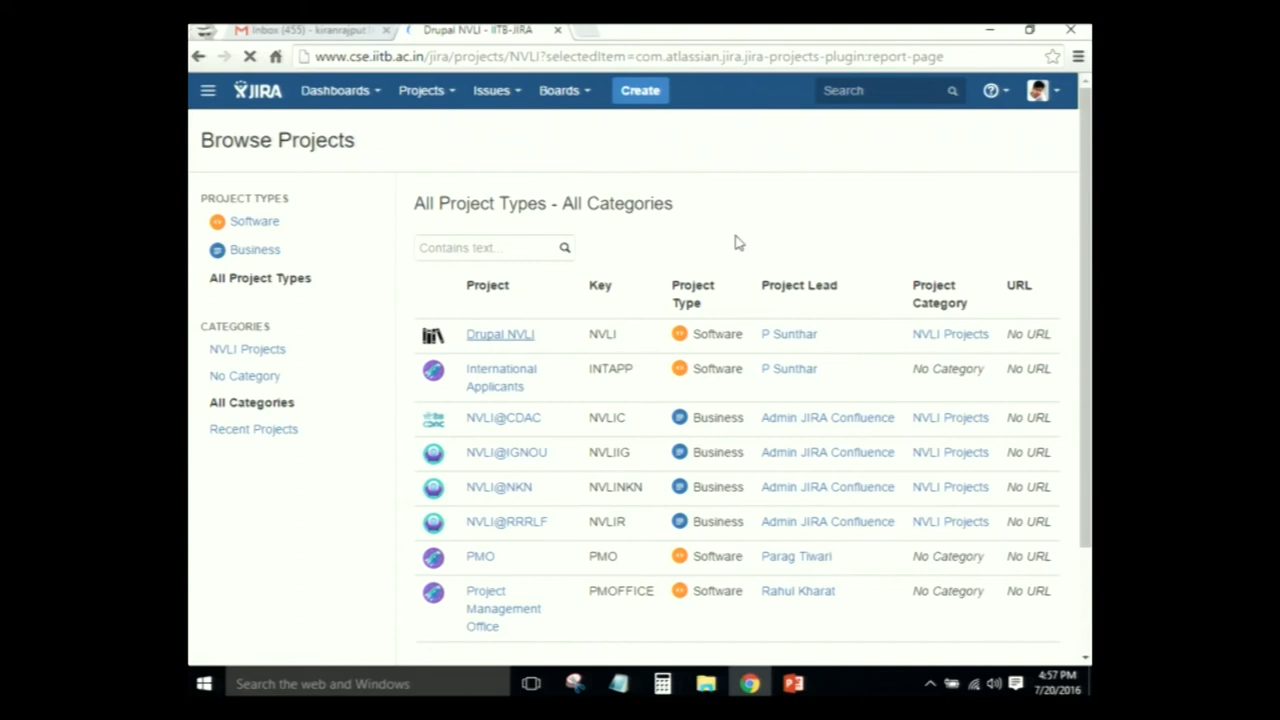 Inbox (455) - kiranrajput
Drupal NVLI - IITB-JIRA
www.cse.iitb.ac.in/jira/projects/NVLI?selectedItem=com.atlassian.jira.jira-projects-plugin:report-page
JIRA Dashboards Projects Issues Boards Create Search
Browse Projects
PROJECT TYPES
Software
Business
All Project Types
CATEGORIES
NVLI Projects
No Category
All Categories
Recent Projects
All Project Types - All Categories
Contains text...
Project Key Project Type Project Lead Project Category URL
Drupal NVLI NVLI Software P Sunthar NVLI Projects No URL
International Applicants INTAPP Software P Sunthar No Category No URL
NVLI@CDAC NVLIC Business Admin JIRA Confluence NVLI Projects No URL
NVLI@IGNOU NVLIIG Business Admin JIRA Confluence NVLI Projects No URL
NVLI@NKN NVLINKN Business Admin JIRA Confluence NVLI Projects No URL
NVLI@RRRLF NVLIR Business Admin JIRA Confluence NVLI Projects No URL
PMO PMO Software Parag Tiwari No Category No URL
Project Management Office PMOFFICE Software Rahul Kharat No Category No URL
Search the web and Windows
4:57 PM
7/20/2016